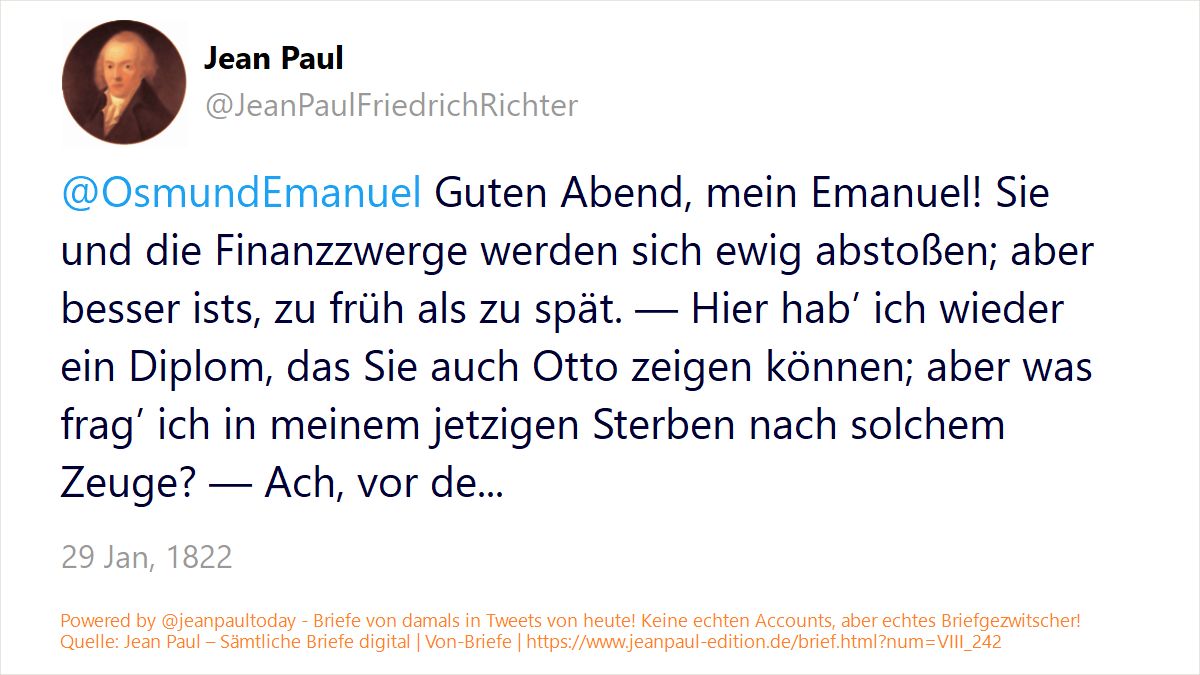 Jean Paul
@JeanPaulFriedrichRichter
@OsmundEmanuel Guten Abend, mein Emanuel! Sie
und die Finanzzwerge werden sich ewig abstoßen; aber
besser ists, zu früh als zu spät. — Hier hab’ ich wieder
ein Diplom, das Sie auch Otto zeigen können; aber was
frag’ ich in meinem jetzigen Sterben nach solchem
Zeuge? — Ach, vor de...
29 Jan, 1822
Powered by @jeanpaultoday - Briefe von damals in Tweets von heute! Keine echten Accounts, aber echtes Briefgezwitscher!
Quelle: Jean Paul – Sämtliche Briefe digital | Von-Briefe | https://www.jeanpaul-edition.de/brief.html?num=VIII_242